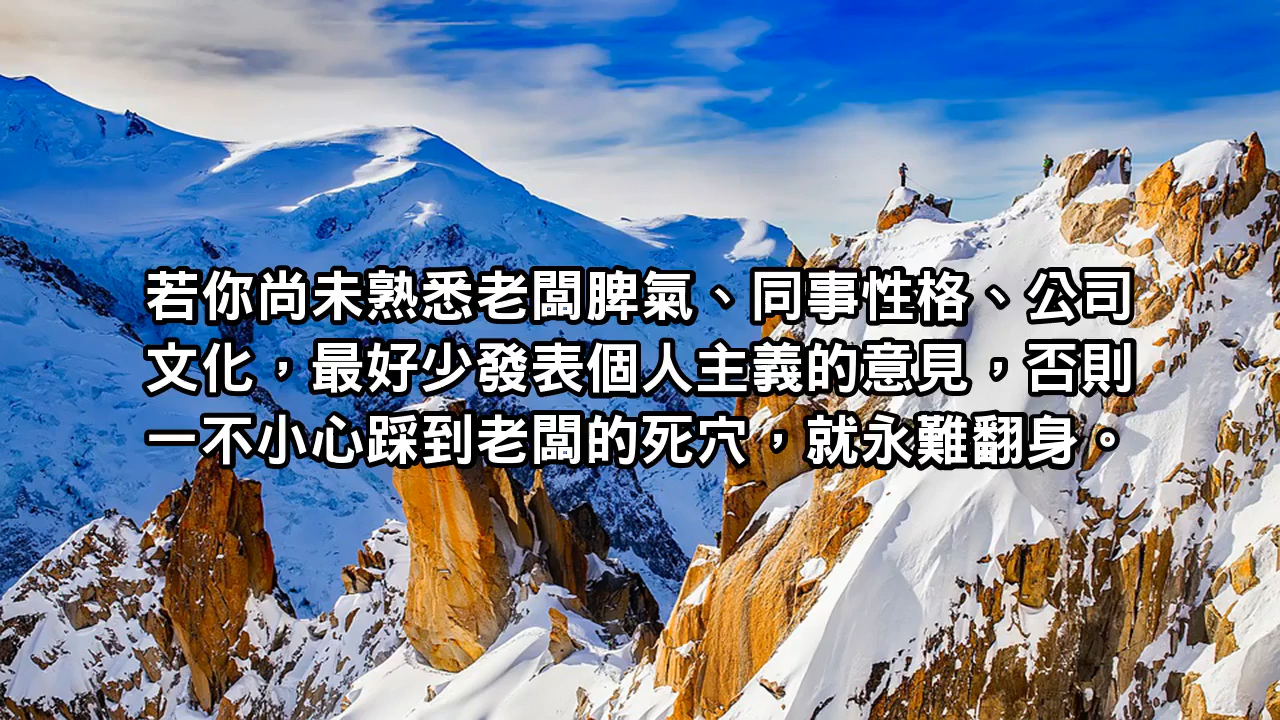 若你尚未熟悉老闆脾氣、同事性格、公司
文化，最好少發表個人主義的意見，否則
一不小心踩到老闆的死穴，就永難翻身。